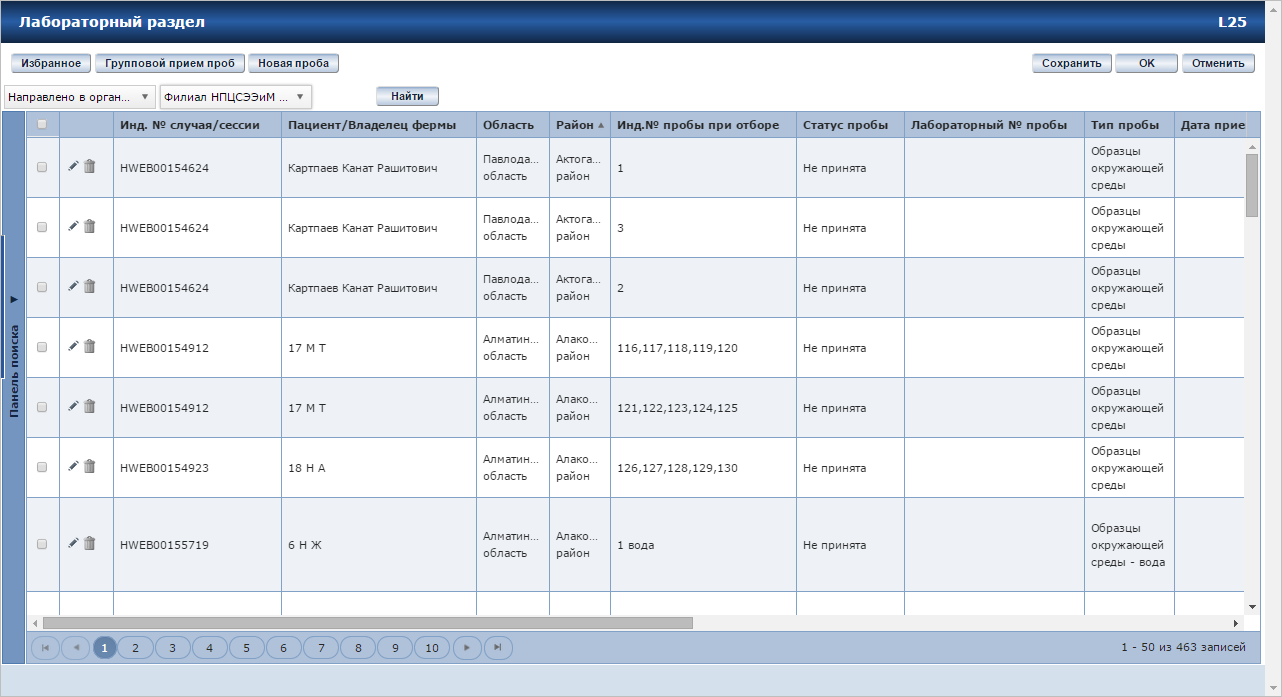 Лабораторный раздел L25
Избранное Групповой прием проб Новая проба Сохранить OK Отменить
Направлено в орган... Филиал НПЦСЭЭиМ ... Найти
Инд. № случая/сессии Пациент/Владелец фермы Область Район Инд.№ пробы при отборе Статус пробы Лабораторный № пробы Тип пробы Дата прие
HWEB00154624 Картпаев Канат Рашитович Павлода... область Актога... район 1 Не принята Образцы окружающей среды
HWEB00154624 Картпаев Канат Рашитович Павлода... область Актога... район 3 Не принята Образцы окружающей среды
HWEB00154624 Картпаев Канат Рашитович Павлода... область Актога... район 2 Не принята Образцы окружающей среды
HWEB00154912 17 М Т Алматин... область Алако... район 116,117,118,119,120 Не принята Образцы окружающей среды
HWEB00154912 17 М Т Алматин... область Алако... район 121,122,123,124,125 Не принята Образцы окружающей среды
HWEB00154923 18 Н А Алматин... область Алако... район 126,127,128,129,130 Не принята Образцы окружающей среды
HWEB00155719 6 Н Ж Алматин... область Алако... район 1 вода Не принята Образцы окружающей среды - вода
Панель поиска
1 2 3 4 5 6 7 8 9 10 1 - 50 из 463 записей